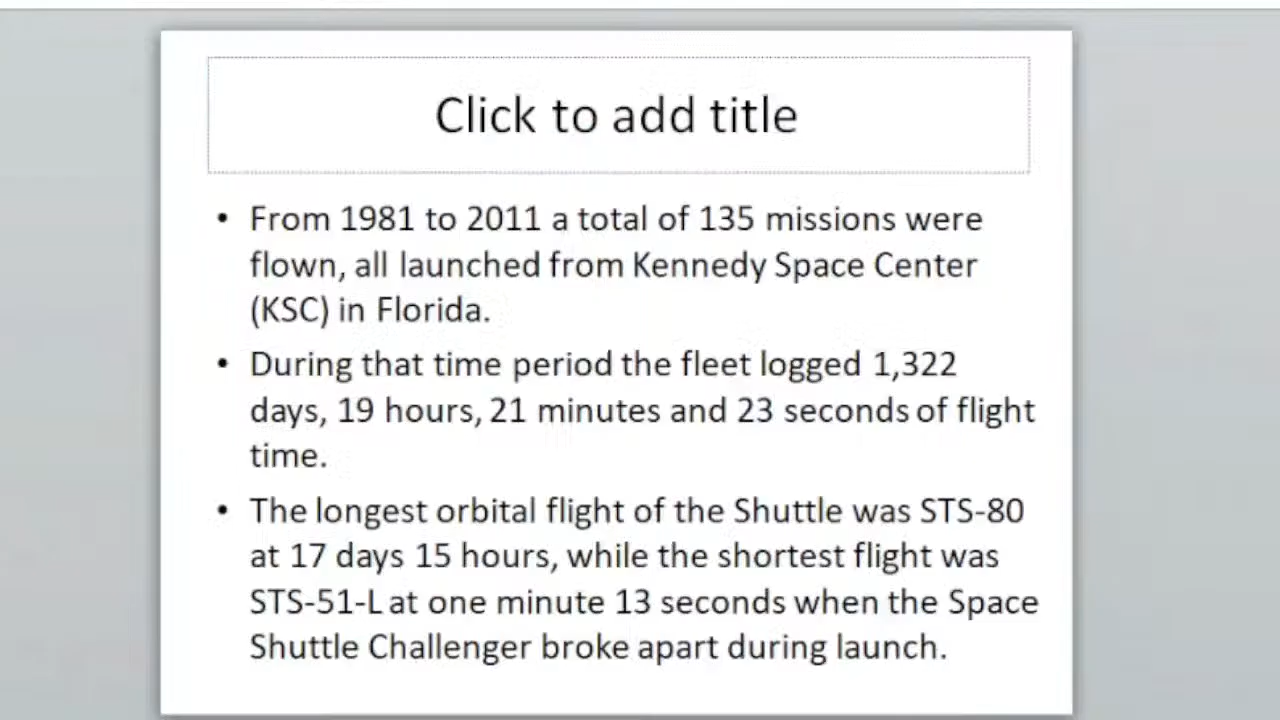 Click to add title
• From 1981 to 2011 a total of 135 missions were
flown, all launched from Kennedy Space Center
(KSC) in Florida.
• During that time period the fleet logged 1,322
days, 19 hours, 21 minutes and 23 seconds of flight
time.
• The longest orbital flight of the Shuttle was STS-80
at 17 days 15 hours, while the shortest flight was
STS-51-L at one minute 13 seconds when the Space
Shuttle Challenger broke apart during launch.